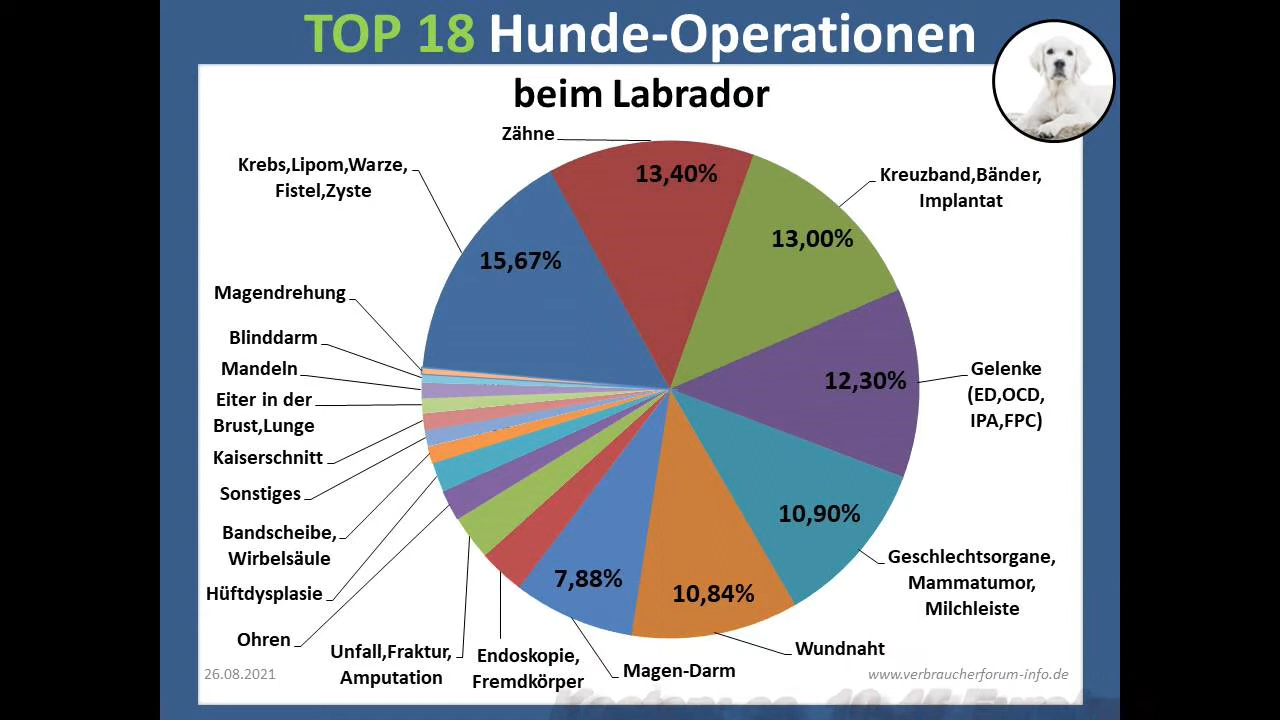 TOP 18 Hunde-Operationen
beim Labrador
Zähne
Krebs,Lipom,Warze,
Fistel,Zyste
13,40%
Kreuzband,Bänder,
Implantat
13,00%
15,67%
Magendrehung
Blinddarm
Mandeln
Eiter in der
Brust,Lunge
12,30%
Gelenke
(ED,OCD,
IPA,FPC)
Kaiserschnitt
Sonstiges
10,90%
Bandscheibe,
Wirbelsäule
Geschlechtsorgane,
Mammatumor,
Milchleiste
Hüftdysplasie
7,88%
10,84%
Ohren
Unfall,Fraktur,
Amputation
Endoskopie,
Fremdkörper
Magen-Darm
Wundnaht
26.08.2021
www.verbraucherforum-info.de